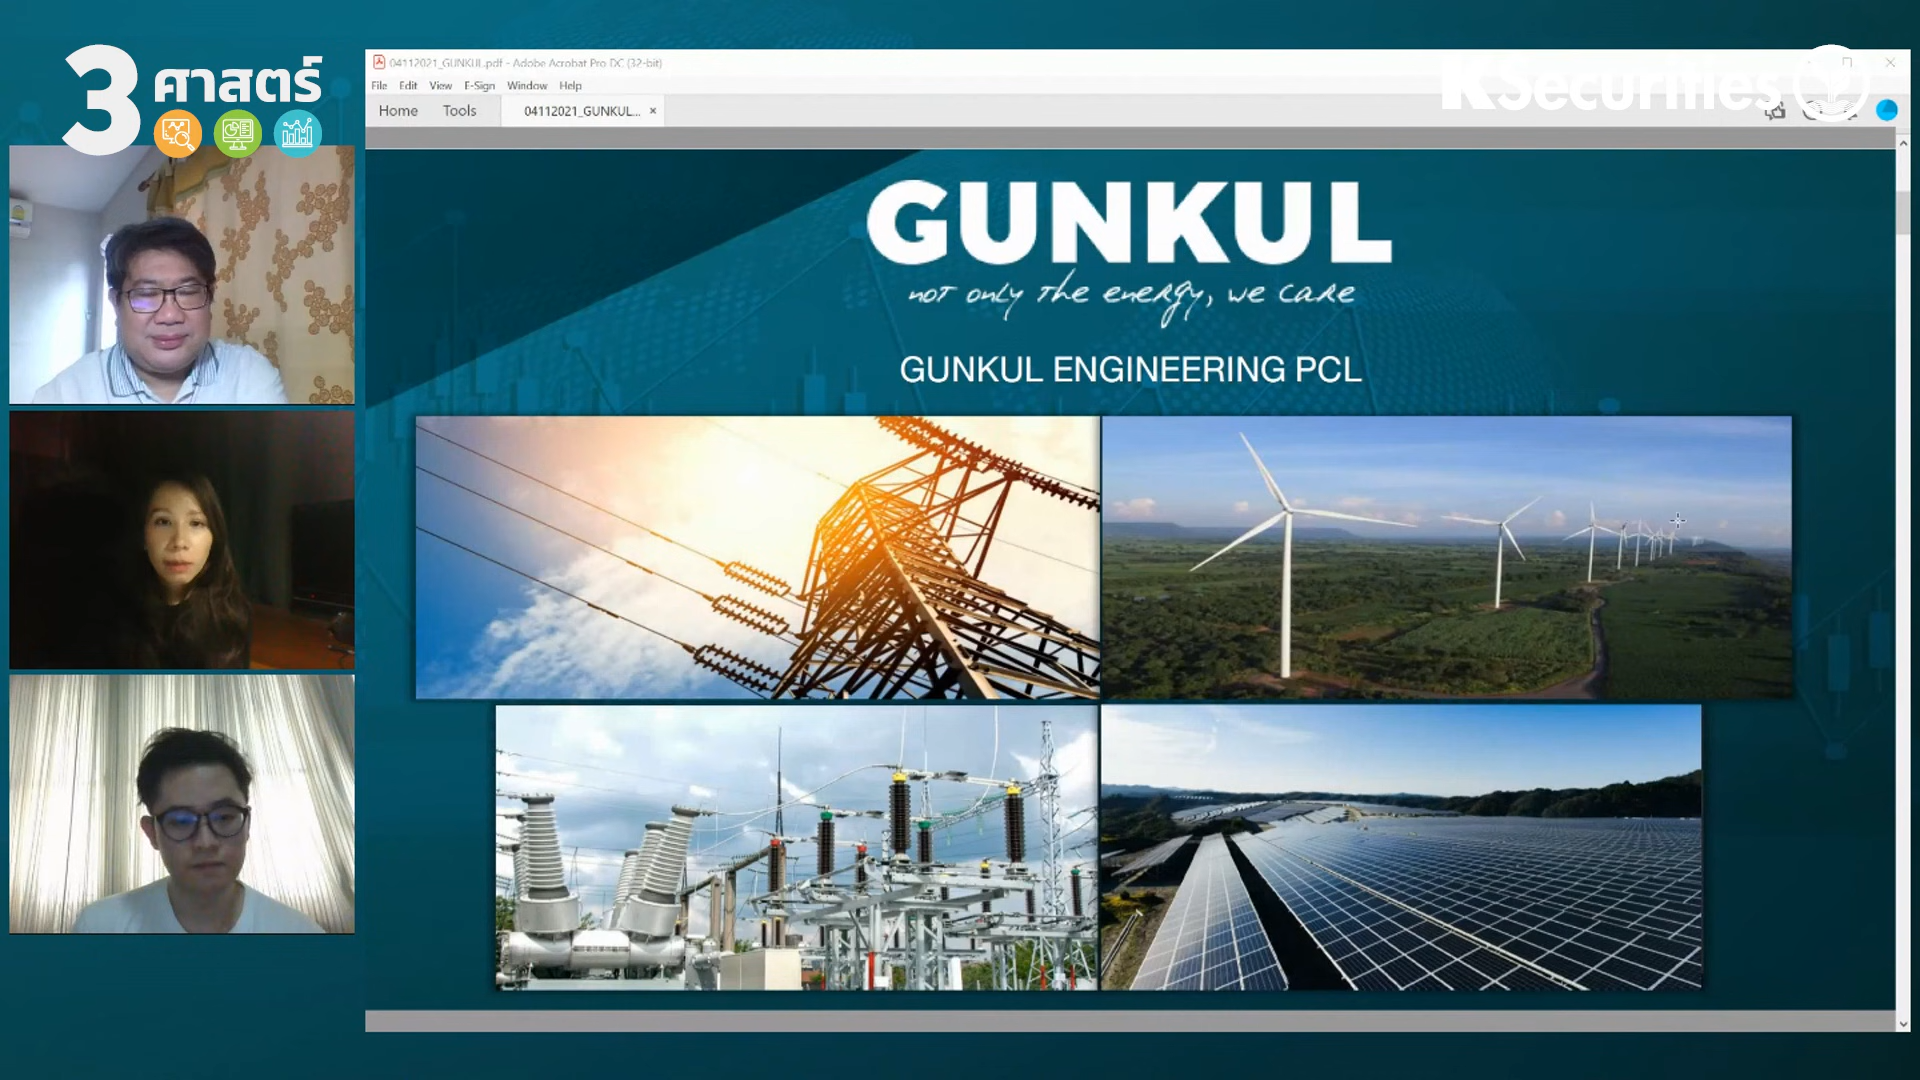 3 ศาสตร์
04112021_GUNKUL.pdf - Adobe Acrobat Pro DC (32-bit)
KSecurities
File Edit View E-Sign Window Help
Home Tools 04112021_GUNKUL... ×
GUNKUL
not only the energy, we care
GUNKUL ENGINEERING PCL